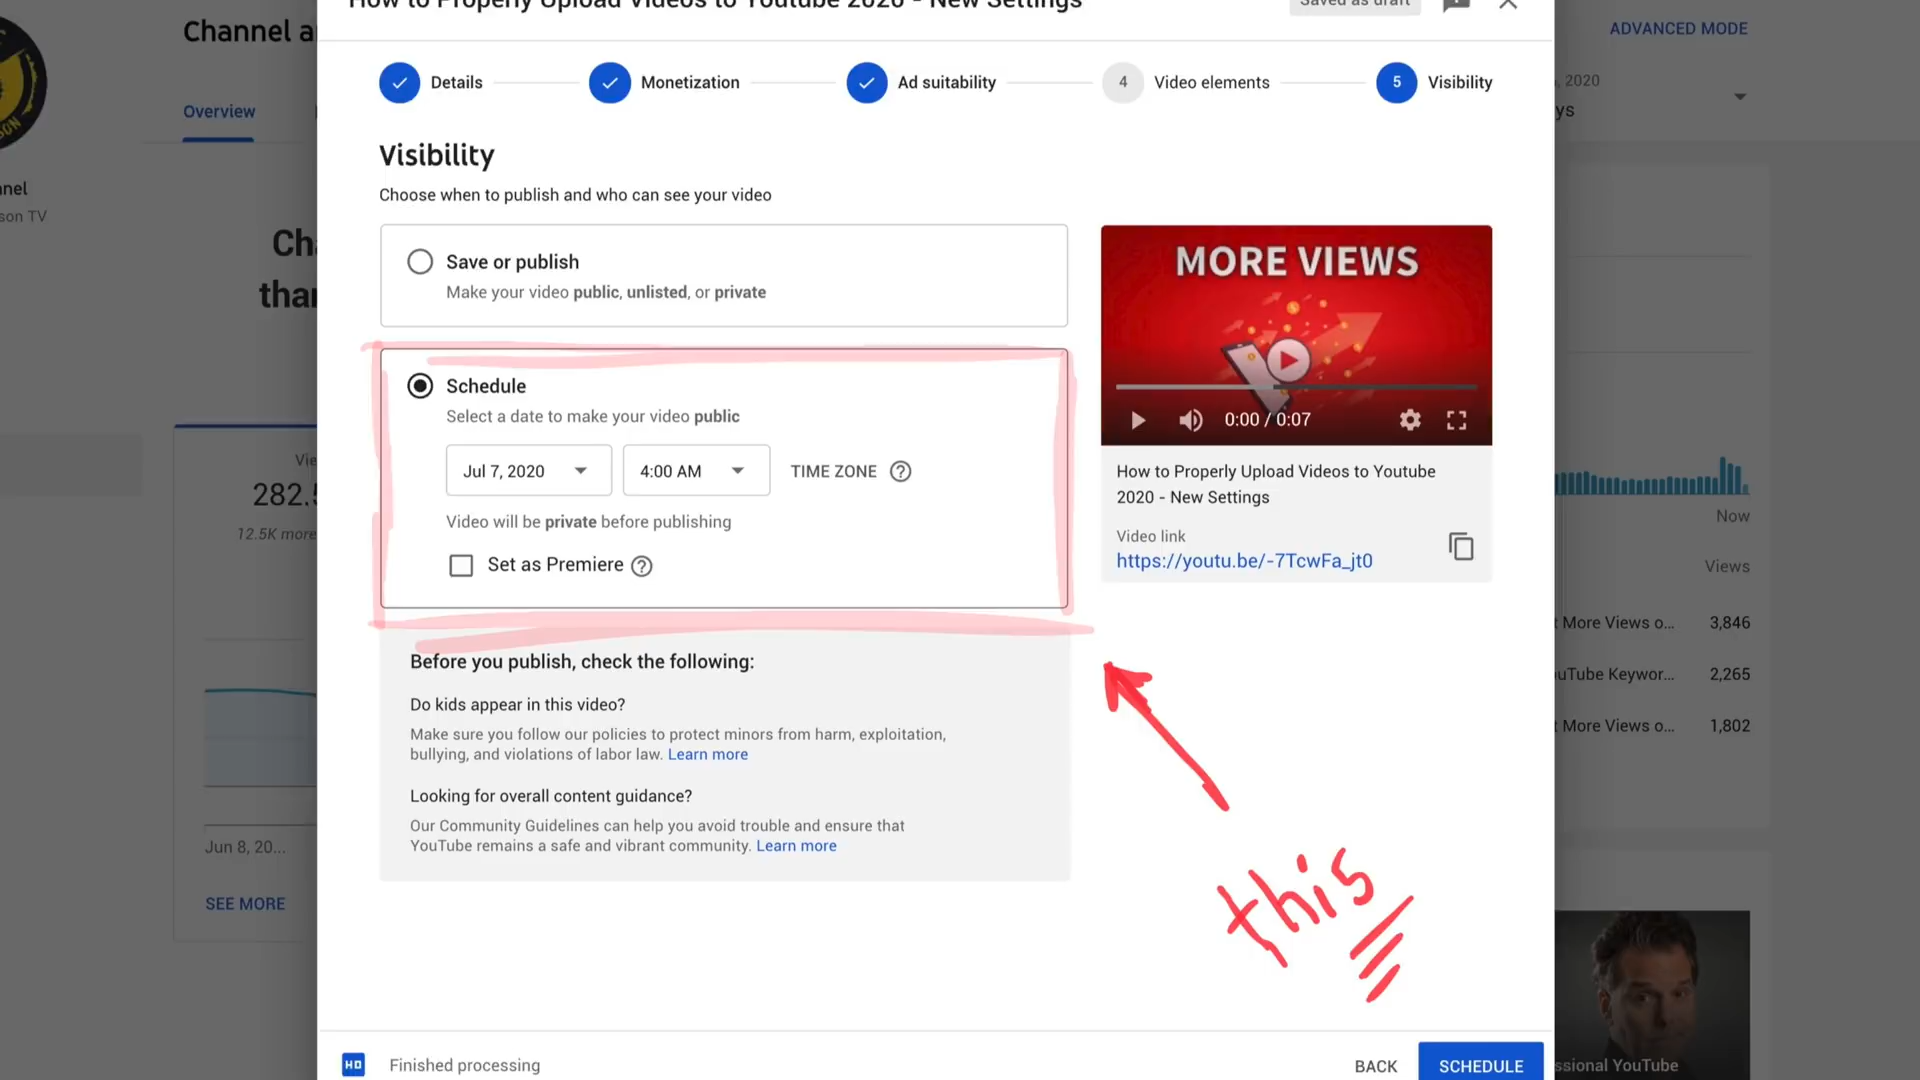 How to Properly Upload Videos to Youtube 2020 - New Settings
Saved as draft
Channel a
ADVANCED MODE
Details
Monetization
Ad suitability
4
Video elements
5
Visibility
, 2020
ys
Overview
Visibility
Choose when to publish and who can see your video
nel
son TV
SON
Cha
than
Save or publish
Make your video public, unlisted, or private
MORE VIEWS
0:00 / 0:07
Schedule
Select a date to make your video public
Jul 7, 2020
4:00 AM
TIME ZONE
Video will be private before publishing
Set as Premiere
How to Properly Upload Videos to Youtube
2020 - New Settings
Video link
https://youtu.be/-7TcwFa_jt0
Vie
282.5
12.5K more
Now
Views
t More Views o... 3,846
uTube Keywor... 2,265
t More Views o... 1,802
Before you publish, check the following:
Do kids appear in this video?
Make sure you follow our policies to protect minors from harm, exploitation,
bullying, and violations of labor law. Learn more
Looking for overall content guidance?
Our Community Guidelines can help you avoid trouble and ensure that
YouTube remains a safe and vibrant community. Learn more
Jun 8, 20...
SEE MORE
this
HD
Finished processing
BACK
SCHEDULE
ssional YouTube